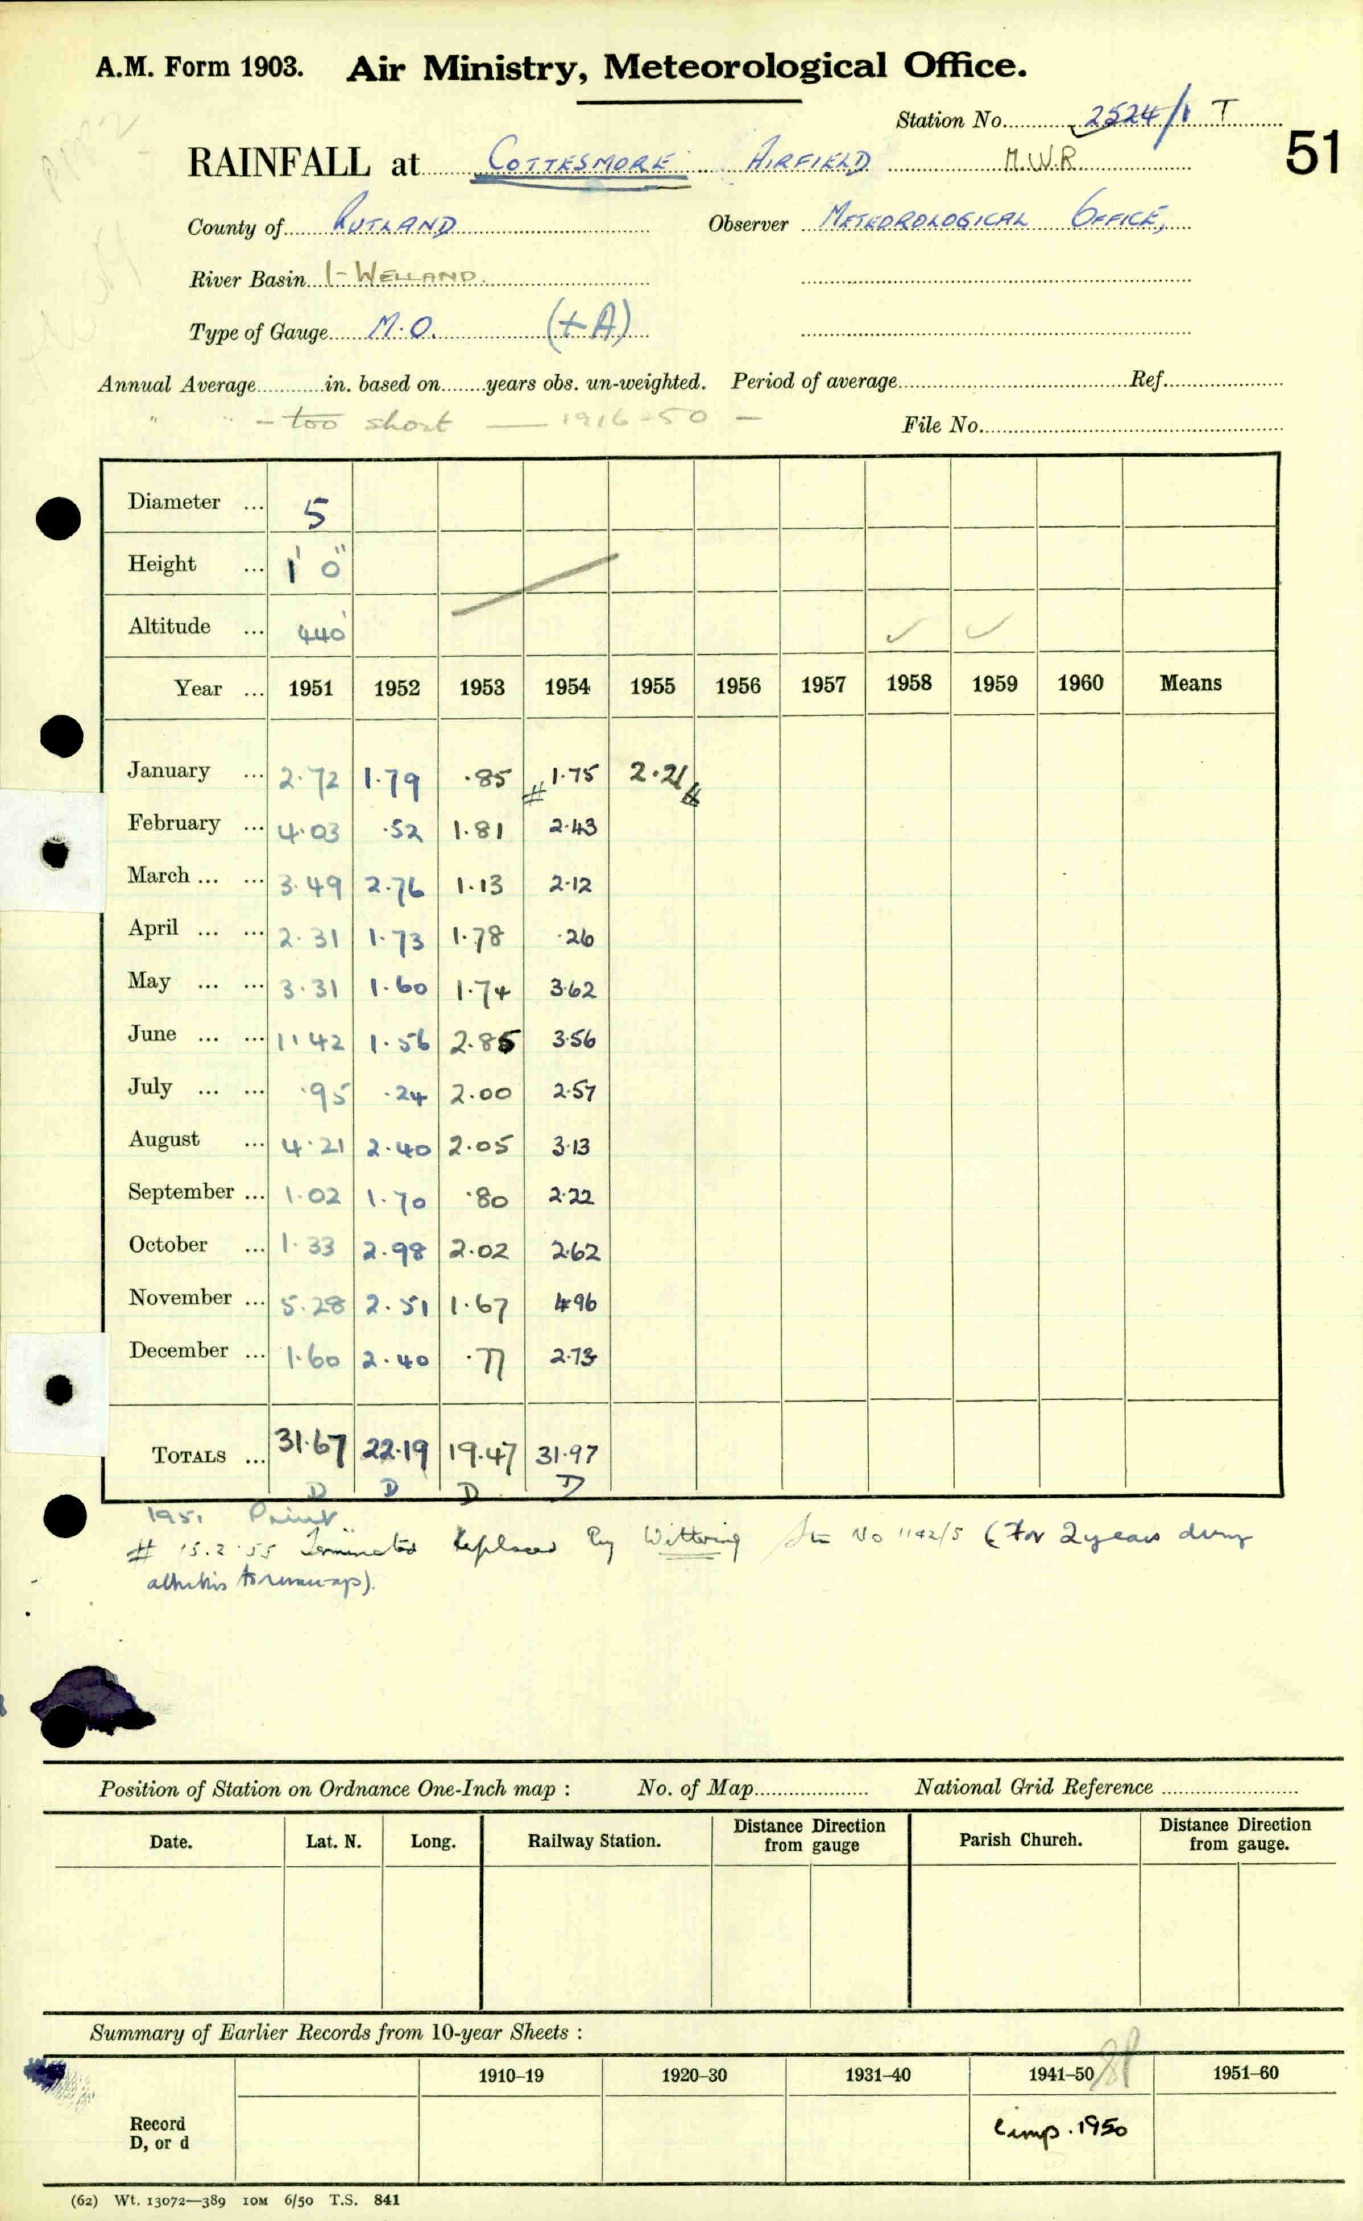 A.M. Form 1903. Air Ministry, Meteorological Office.
Station No. 2524/1 T
51
RAINFALL at COTTESMORE AIRFIELD M.W.R.
County of RUTLAND Observer METEOROLOGICAL OFFICE,
River Basin 1-WELLAND.
Type of Gauge M.O. (+A)
Annual Average in. based on years obs. un-weighted. Period of average Ref.
" " - too short — 1916-50 - File No.
Diameter ... 5
Height ... 1' 0"
Altitude ... 440'
Year ... 1951 1952 1953 1954 1955 1956 1957 1958 1959 1960 Means
January ... 2.72 1.79 .85 # 1.75 2.21 #
February ... 4.03 .52 1.81 2.43
March ... ... 3.49 2.76 1.13 2.12
April ... ... 2.31 1.73 1.78 .26
May ... ... 3.31 1.60 1.74 3.62
June ... ... 1.42 1.56 2.85 3.56
July ... ... .95 .24 2.00 2.57
August ... 4.21 2.40 2.05 3.13
September ... 1.02 1.70 .80 2.22
October ... 1.33 2.98 2.02 2.62
November ... 5.28 2.51 1.67 4.96
December ... 1.60 2.40 .77 2.73
TOTALS ... 31.67 22.19 19.47 31.97
D D D D
1951 Print
# 15.2.55 Terminated Replaced By Wittering Stn No 1142/5 (For 2 years
Position of Station on Ordnance One-Inch map : No. of Map National Grid Reference
Date. Lat. N. Long. Railway Station. Distance Direction from gauge Parish Church. Distance Direction from gauge.
Summary of Earlier Records from 10-year Sheets :
1910–19 1920–30 1931–40 1941–50 1951–60
Record
D, or d
1950
(62) Wt. 13072—389 10M 6/50 T.S. 841